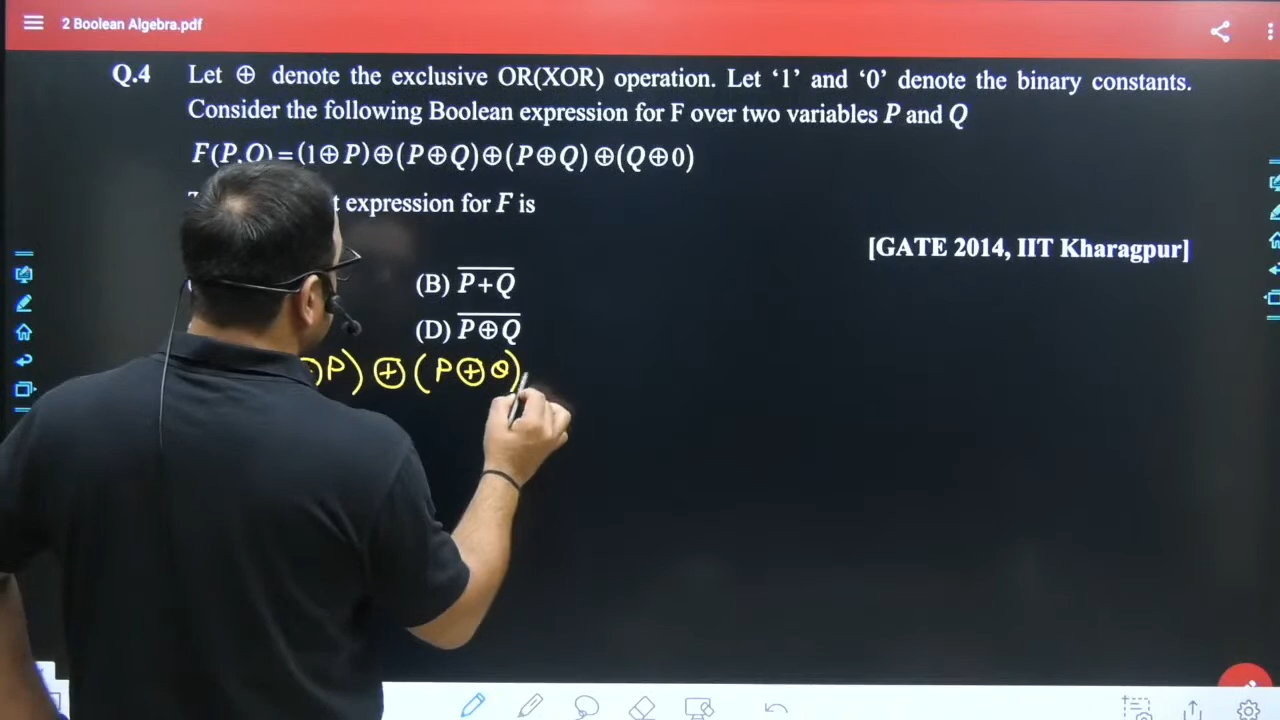 2 Boolean Algebra.pdf
Q.4 Let ⊕ denote the exclusive OR(XOR) operation. Let ‘1’ and ‘0’ denote the binary constants.
Consider the following Boolean expression for F over two variables P and Q
F(P,Q)=(1⊕P)⊕(P⊕Q)⊕(P⊕Q)⊕(Q⊕0)
expression for F is
[GATE 2014, IIT Kharagpur]
(B) \overline{P+Q}
(D) \overline{P⊕Q}
P) ⊕ (P⊕Q)